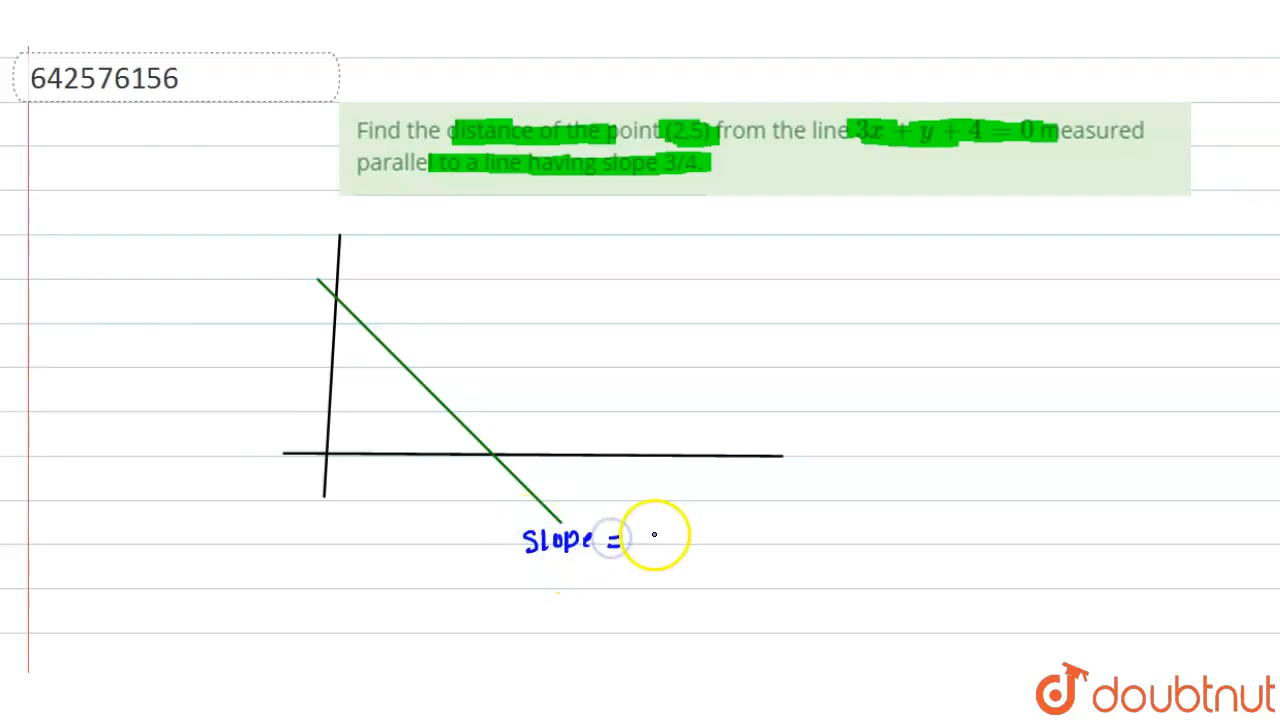 642576156
Find the distance of the point (2,5) from the line 3x + y + 4 = 0 measured
parallel to a line having slope 3/4.
Slope =
doubtnut